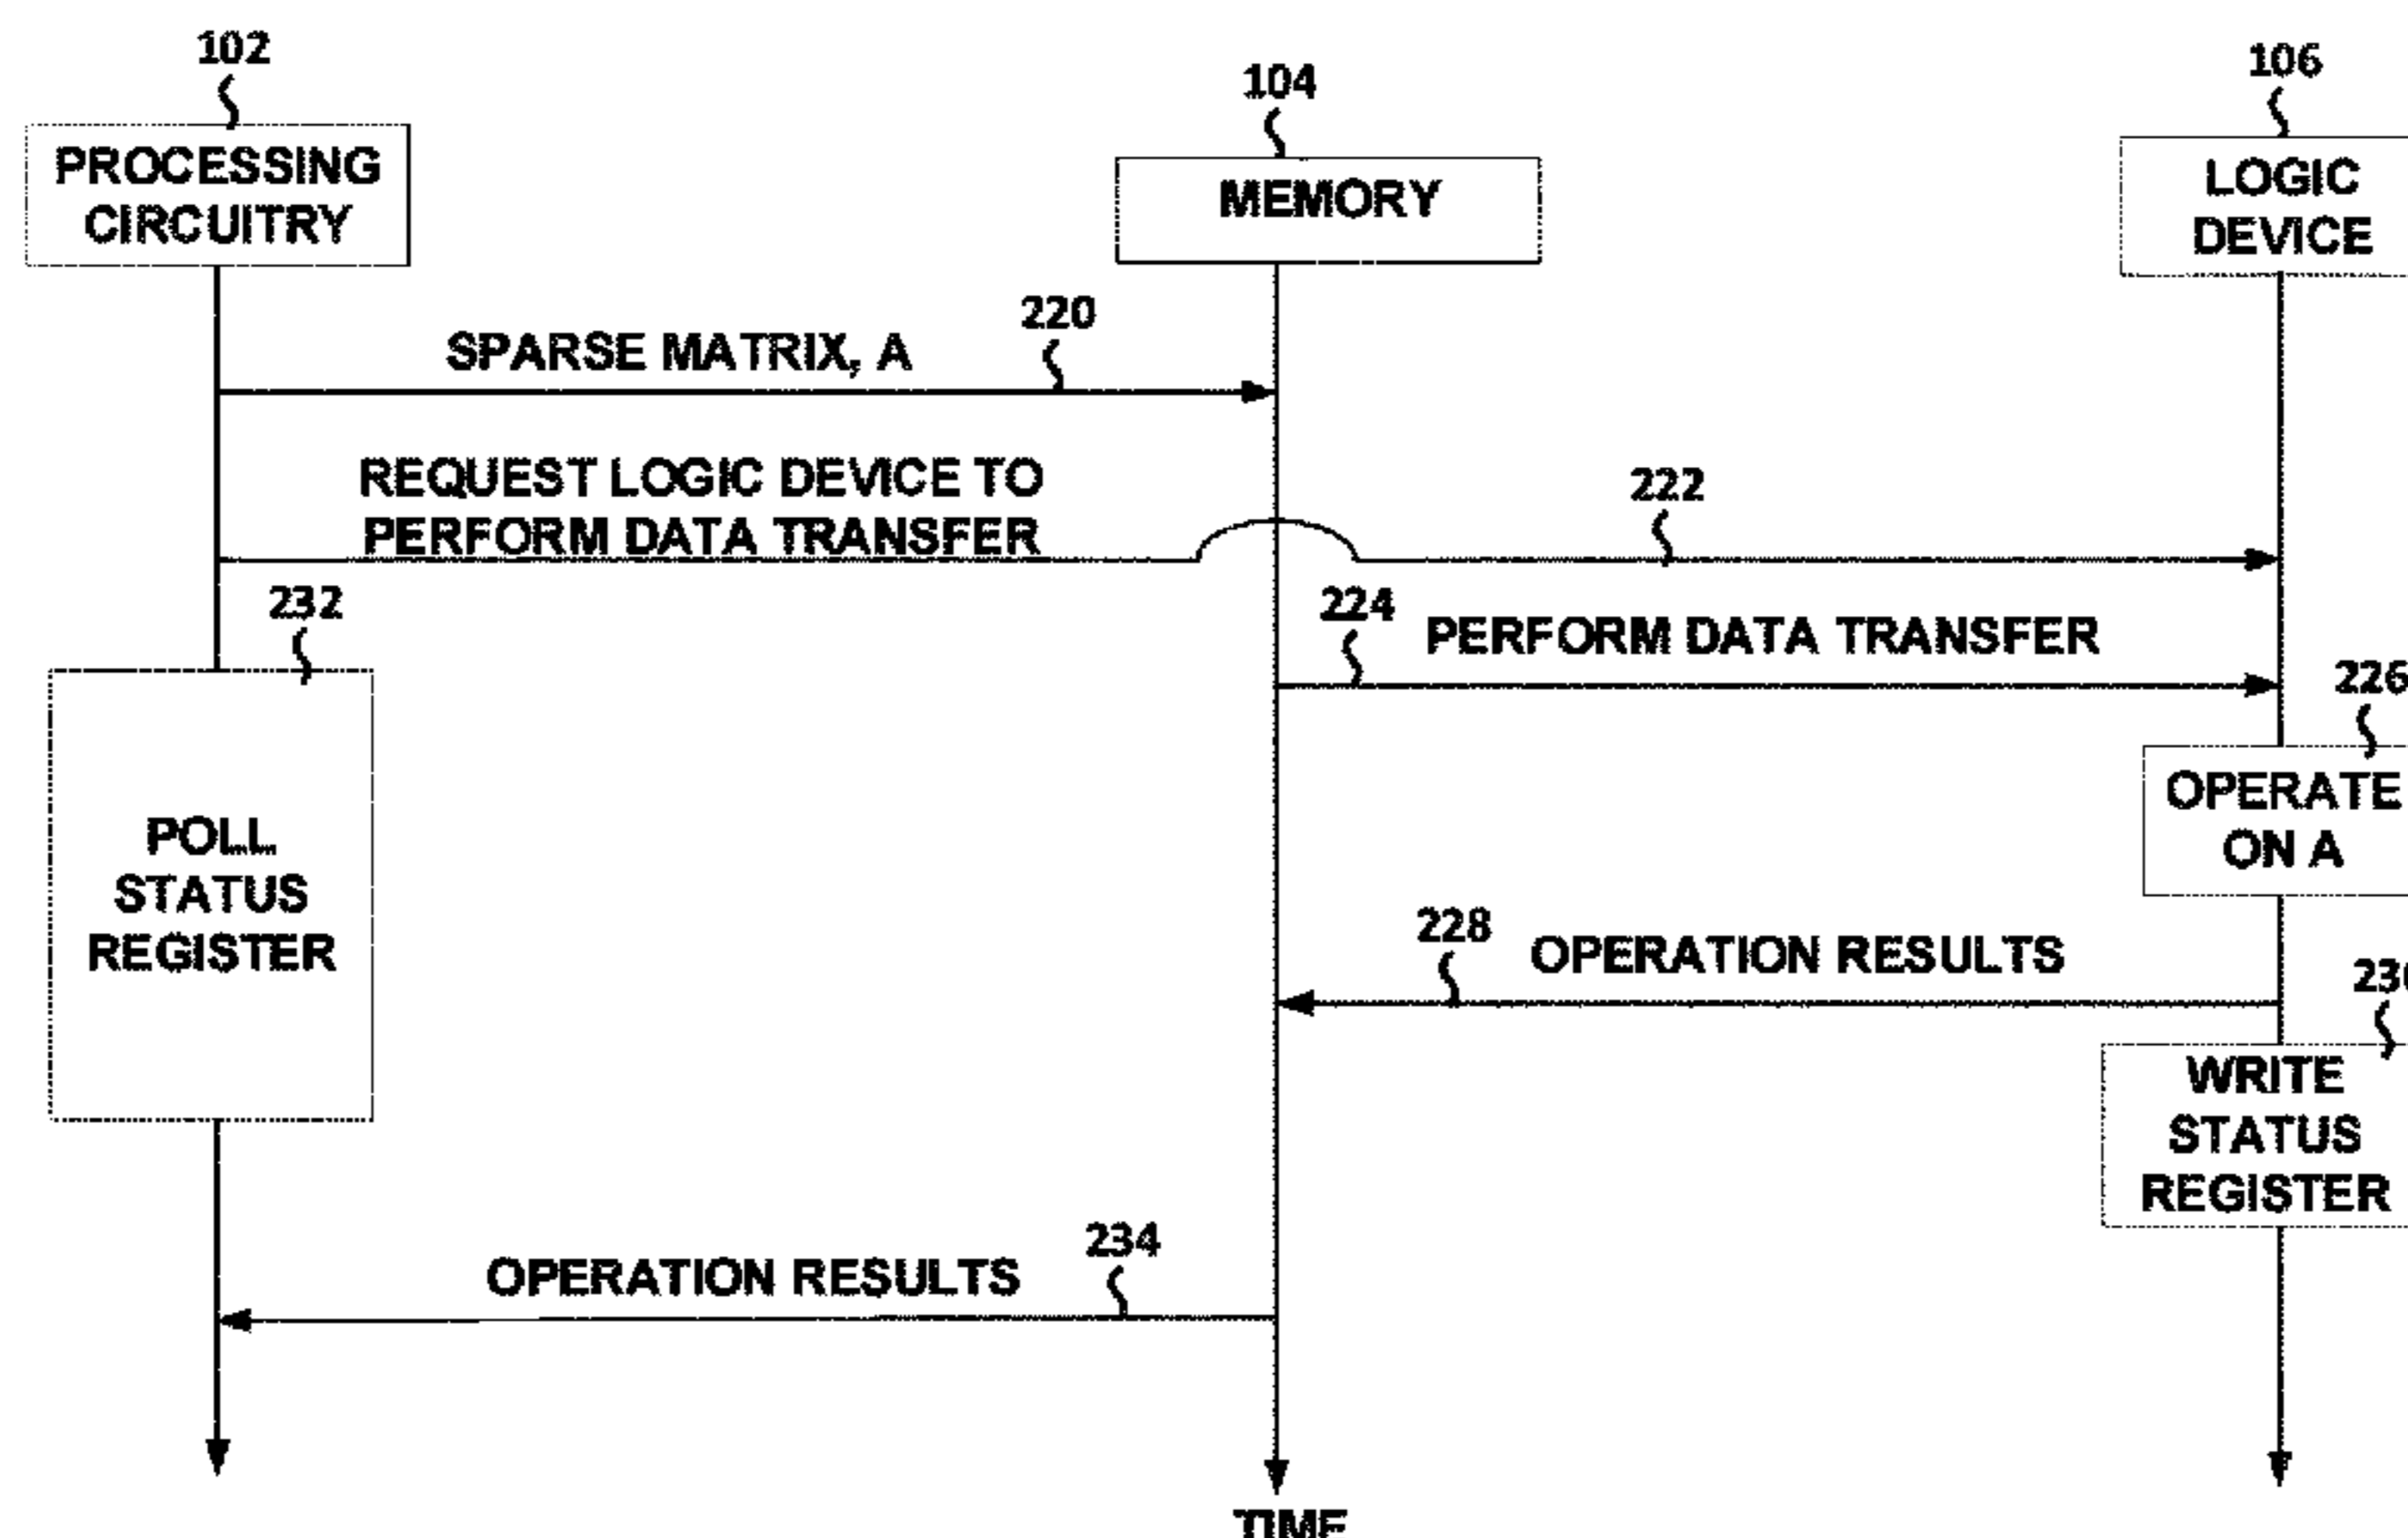 102
104
106
PROCESSING
CIRCUITRY
MEMORY
LOGIC
DEVICE
220
SPARSE MATRIX, A
REQUEST LOGIC DEVICE TO
PERFORM DATA TRANSFER
222
232
224
PERFORM DATA TRANSFER
226
POLL
STATUS
REGISTER
OPERATE
ON A
228
OPERATION RESULTS
230
WRITE
STATUS
REGISTER
234
OPERATION RESULTS
TIME